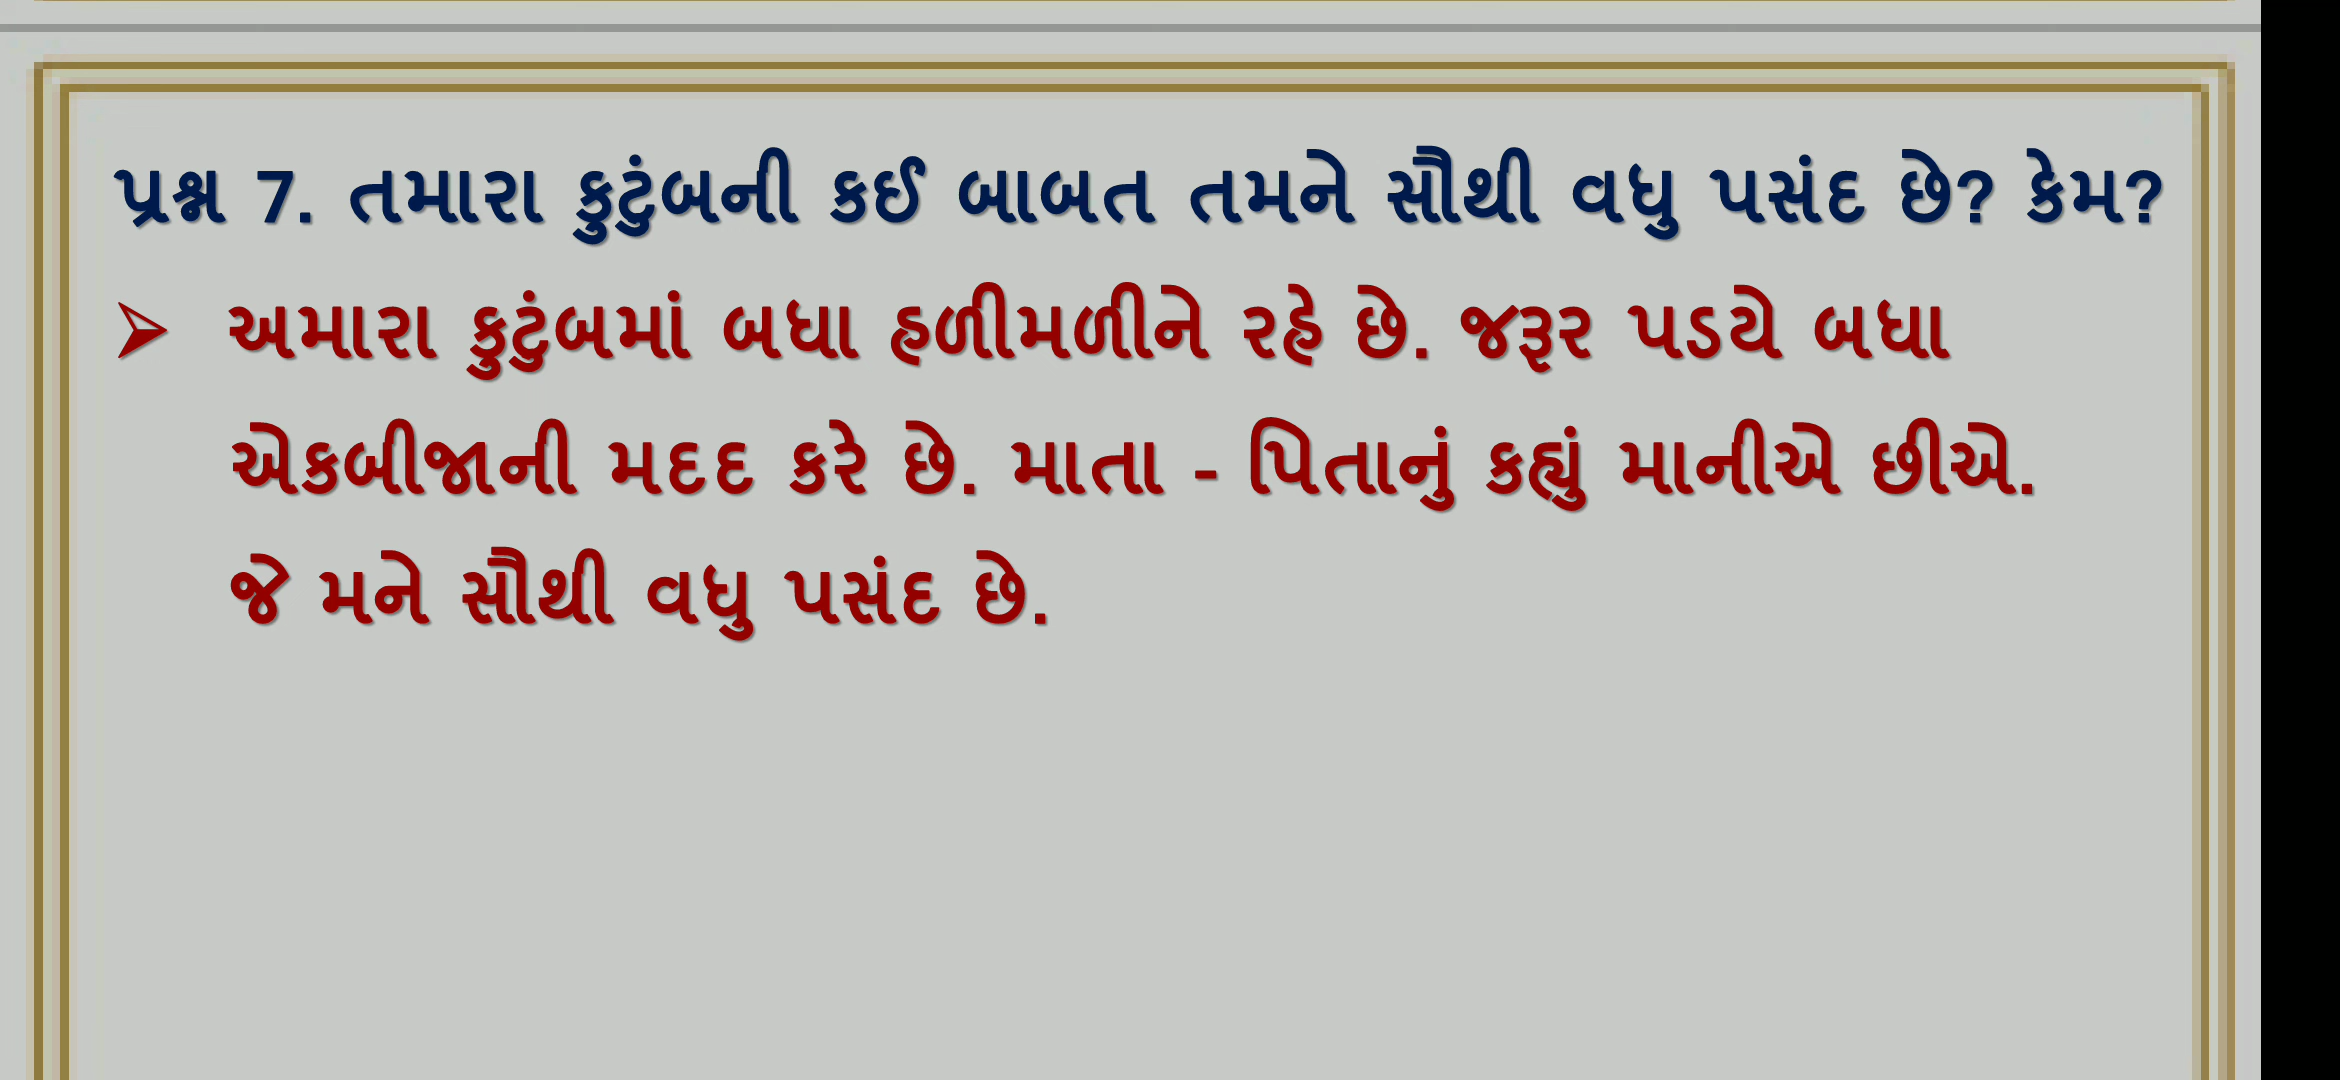 પ્રશ્ન 7. તમારા કુટુંબની કઈ બાબત તમને સૌથી વધુ પસંદ છે? કેમ?
➢ અમારા કુટુંબમાં બધા હળીમળીને રહે છે. જરૂર પડયે બધા
એકબીજાની મદદ કરે છે. માતા - પિતાનું કહ્યું માનીએ છીએ.
જે મને સૌથી વધુ પસંદ છે.